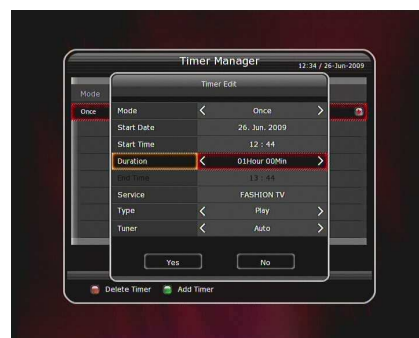 Timer Manager
12:34 / 26-Jun-2009
Timer Edit
Mode
Once
Mode
Once
Start Date
26. Jun. 2009
Start Time
12 : 44
Duration
01Hour 00Min
End Time
13 : 44
Service
FASHION TV
Type
Play
Tuner
Auto
Yes
No
Delete Timer
Add Timer